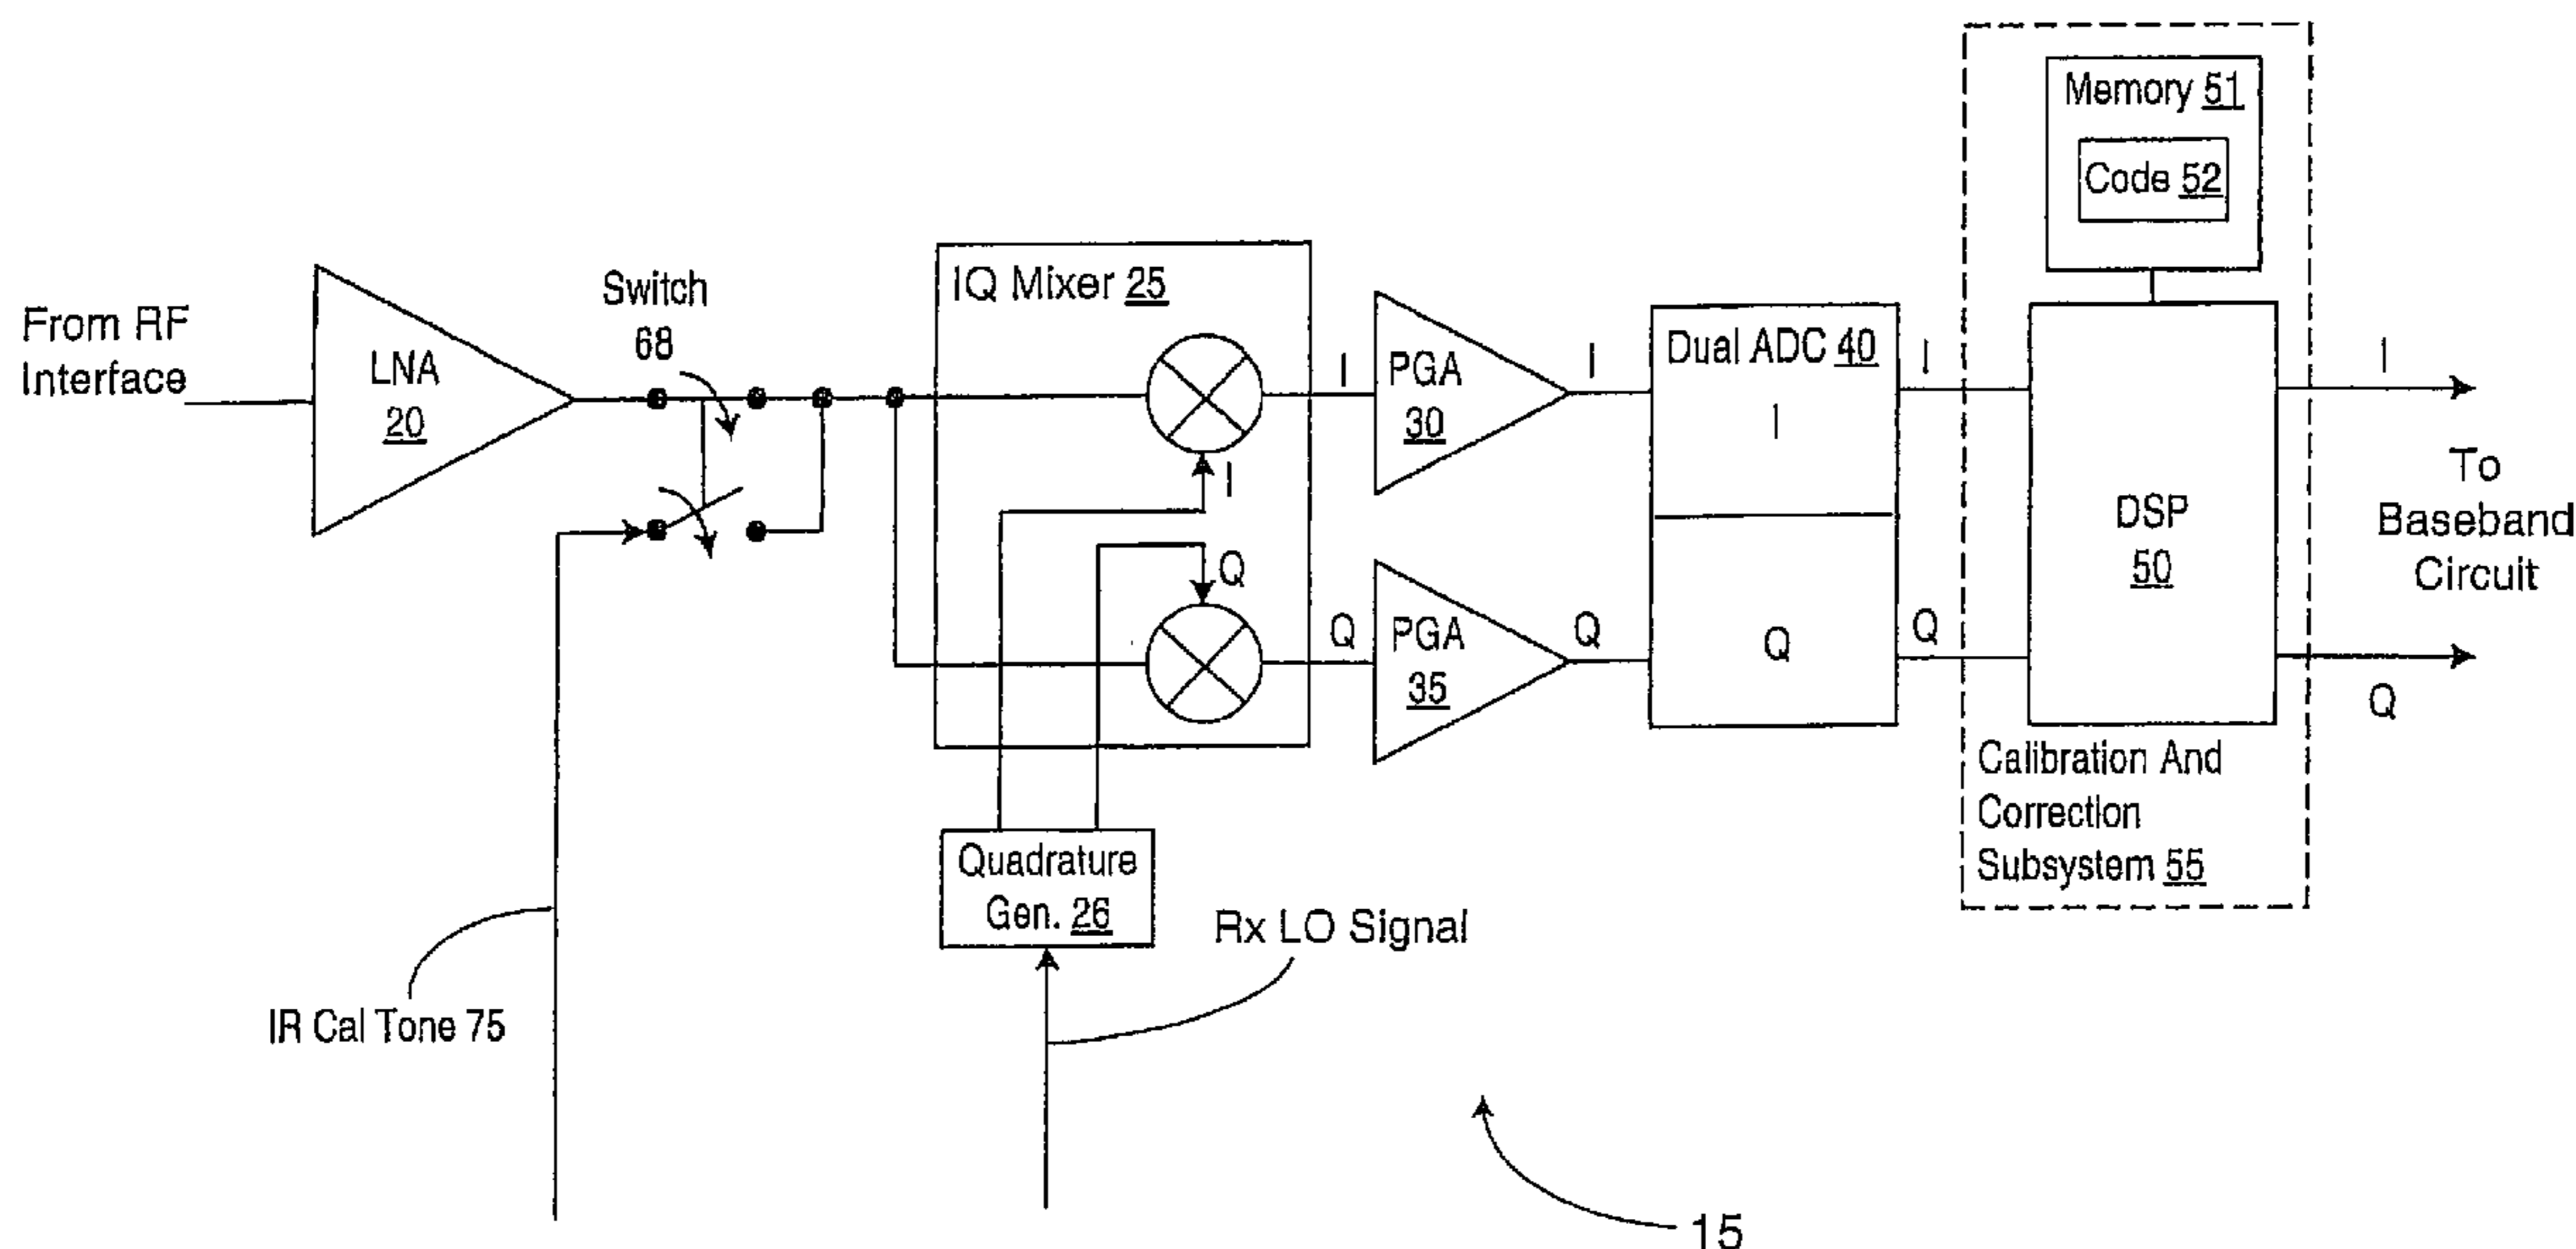 From RF
Interface
LNA
20
Switch
68
IQ Mixer 25
I
Q
I
PGA
30
I
Q
PGA
35
Q
Dual ADC 40
I
Q
I
Q
Memory 51
Code 52
DSP
50
Calibration And
Correction
Subsystem 55
I
To
Baseband
Circuit
Q
Quadrature
Gen. 26
Rx LO Signal
IR Cal Tone 75
15